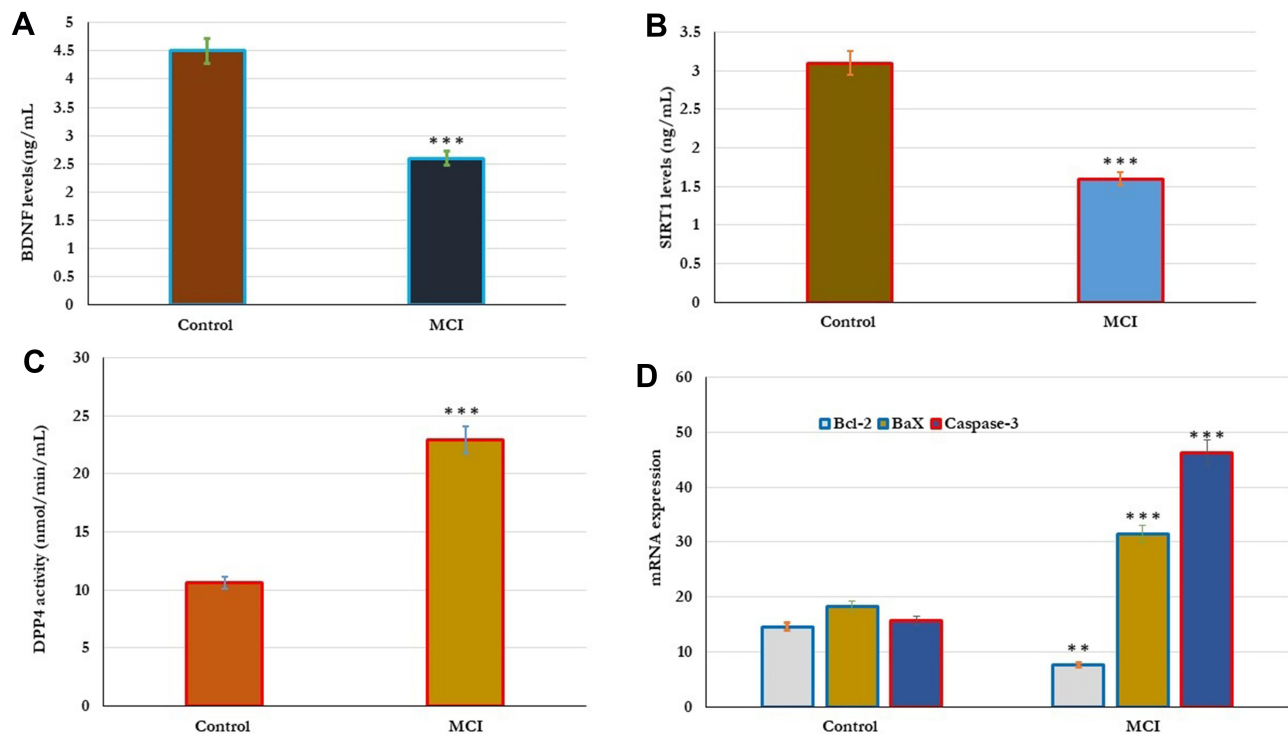 A
5
4.5
4
3.5
3
2.5
2
1.5
1
0.5
0
BDNF levels(ng/mL
***
Control
MCI
B
3.5
3
2.5
2
1.5
1
0.5
0
SIRT1 levels (ng/mL)
***
Control
MCI
C
30
25
20
15
10
5
0
DPP4 activity (nmol/min/mL)
***
Control
MCI
D
60
50
40
30
20
10
0
mRNA expression
Bcl-2 BaX Caspase-3
**
***
***
Control
MCI